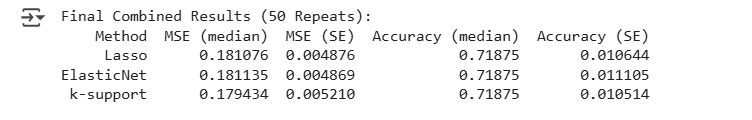 Final Combined Results (50 Repeats):
Method MSE (median) MSE (SE) Accuracy (median) Accuracy (SE)
Lasso 0.181076 0.004876 0.71875 0.010644
ElasticNet 0.181135 0.004869 0.71875 0.011105
k-support 0.179434 0.005210 0.71875 0.010514